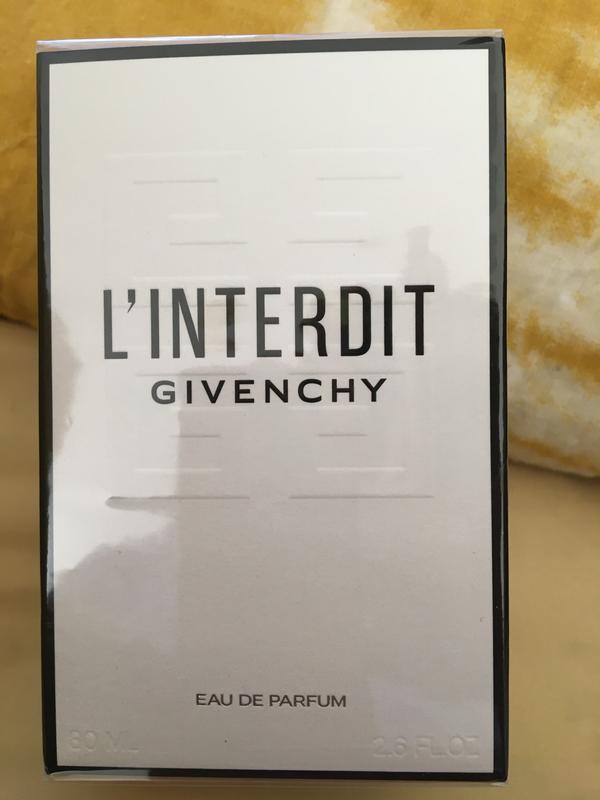 L'INTERDIT
GIVENCHY
EAU DE PARFUM
80 ML 2.6 FL.OZ